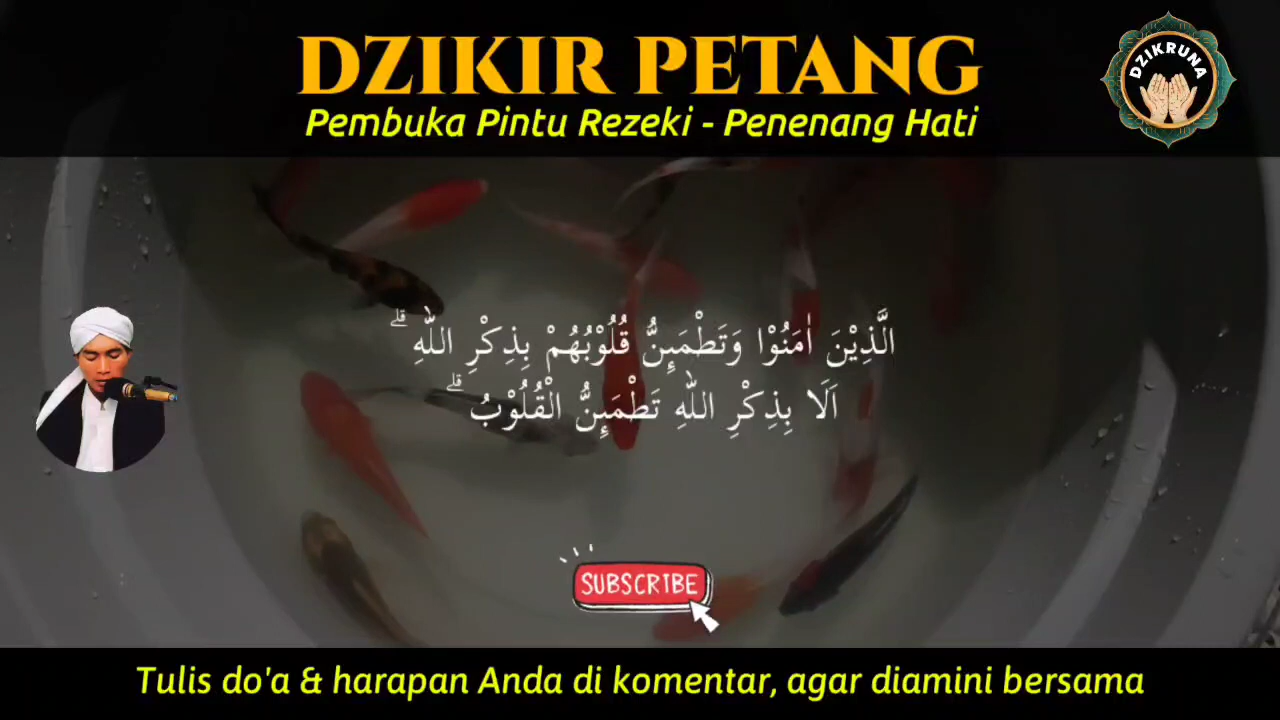 DZIKIR PETANG
Pembuka Pintu Rezeki - Penenang Hati
DZIKRUNA
الَّذِيْنَ اٰمَنُوْا وَتَطْمَىِٕنُّ قُلُوْبُهُمْ بِذِكْرِ اللّٰهِ ۗ
اَلَا بِذِكْرِ اللّٰهِ تَطْمَىِٕنُّ الْقُلُوْبُ ۗ
SUBSCRIBE
Tulis do'a & harapan Anda di komentar, agar diamini bersama